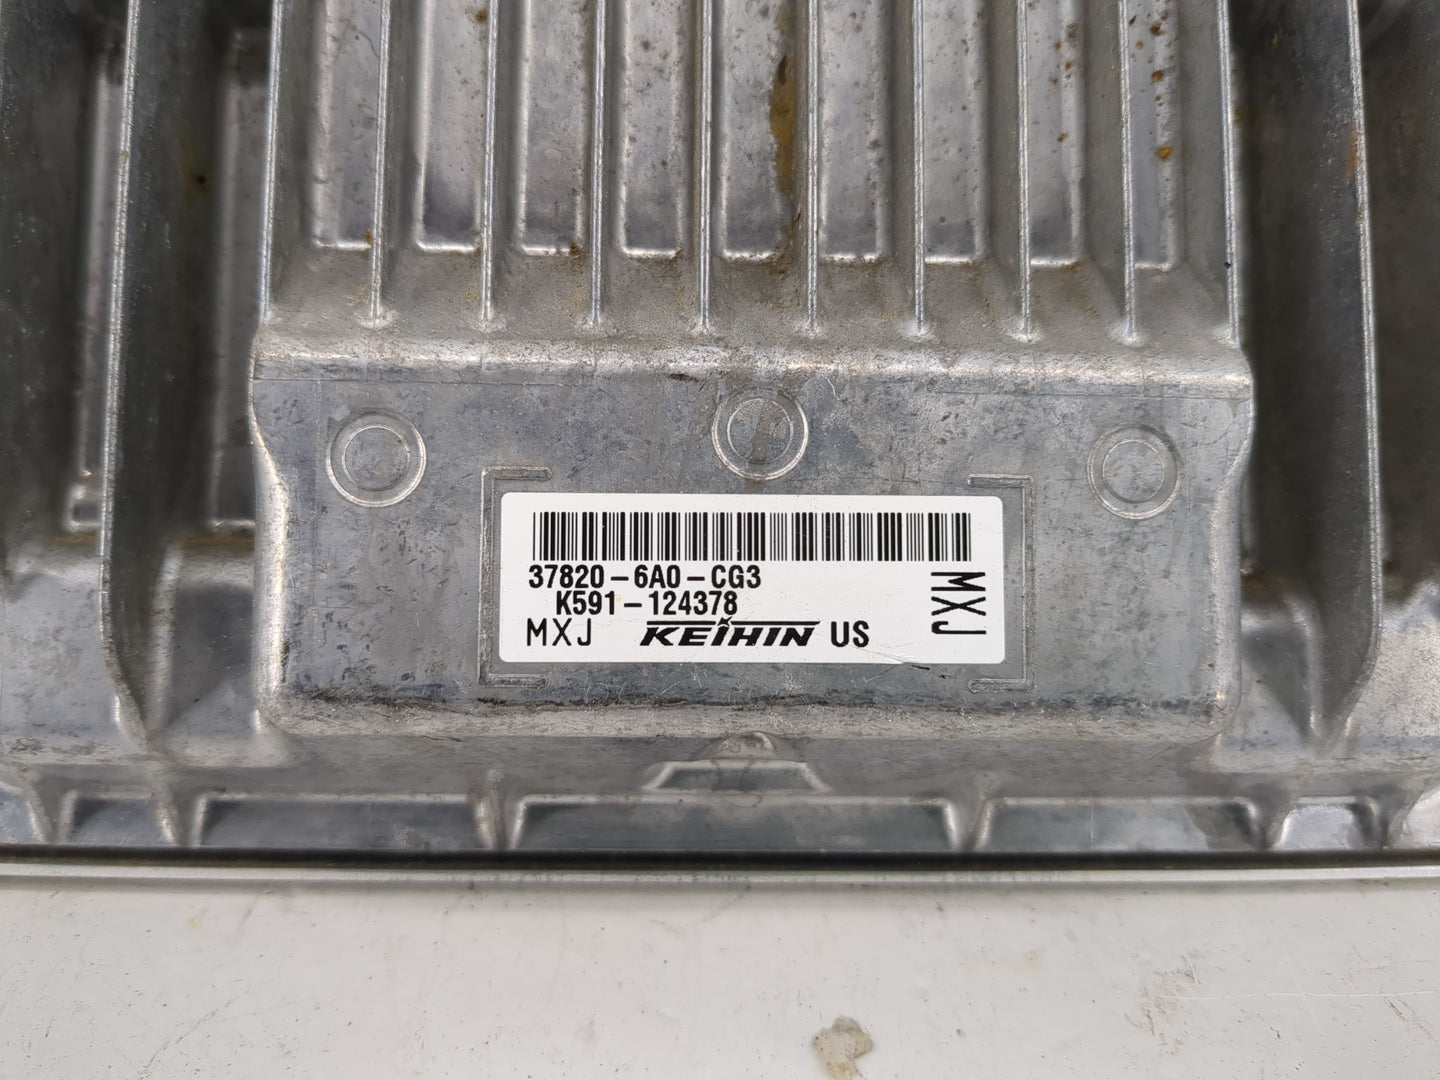 37820-6A0-CG3
K591-124378
MXJ KEIHIN US
MXJ